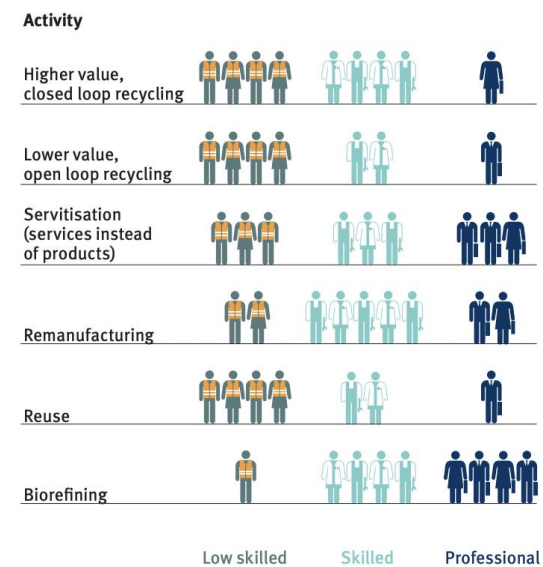 Activity
Higher value,
closed loop recycling
Lower value,
open loop recycling
Servitisation
(services instead
of products)
Remanufacturing
Reuse
Biorefining
Low skilled
Skilled
Professional